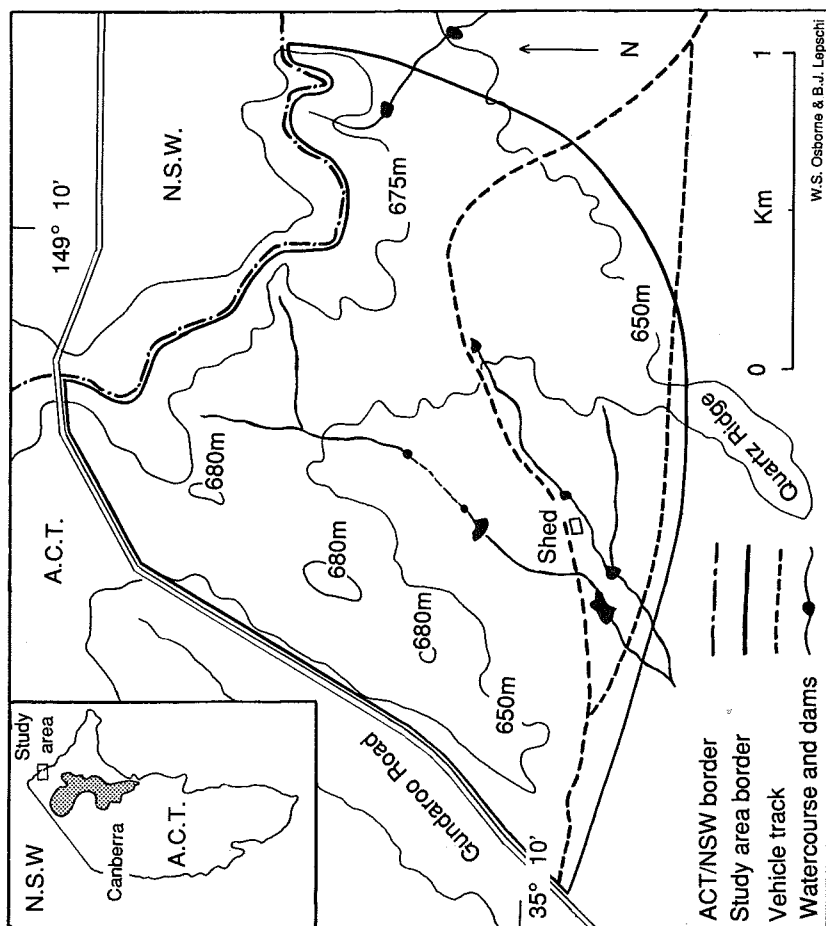 N.S.W
Study
area
Canberra
A.C.T.
A.C.T.
149° 10'
N.S.W.
N
680m
675m
680m
680m
650m
Gundaroo Road
Shed
650m
35° 10'
Quartz Ridge
0
Km
1
ACT/NSW border
Study area border
Vehicle track
Watercourse and dams
W.S. Osborne & B.J. Lepschi